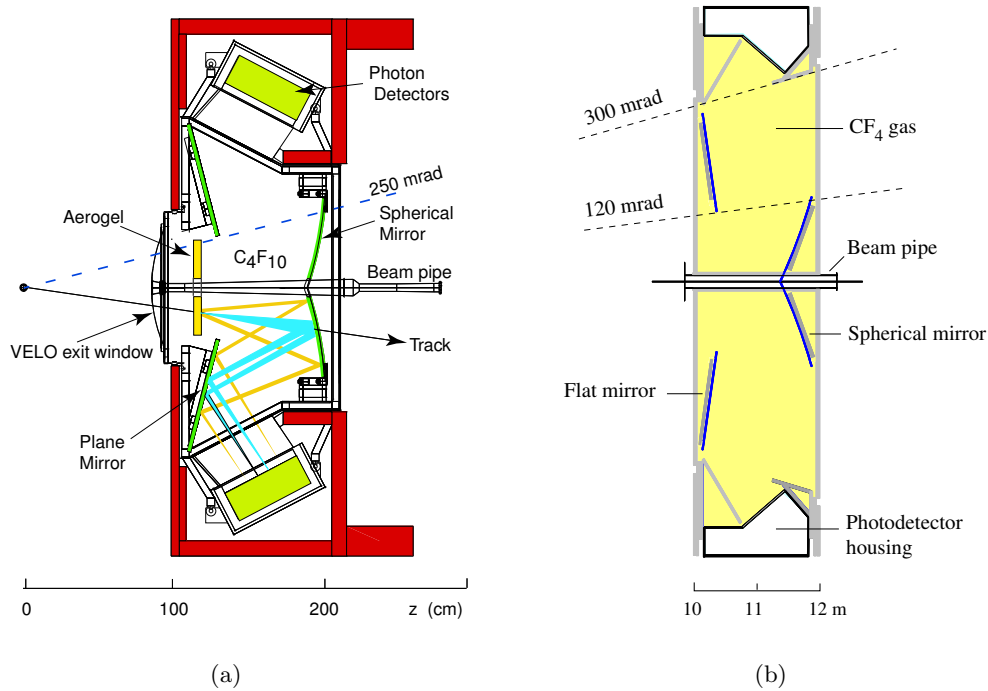 Photon
Detectors
250 mrad
Aerogel
Spherical
Mirror
C4F10
Beam pipe
VELO exit window
Track
Plane
Mirror
0
100
200
z (cm)
(a)
300 mrad
CF4 gas
120 mrad
Beam pipe
Spherical mirror
Flat mirror
Photodetector
housing
10
11
12 m
(b)